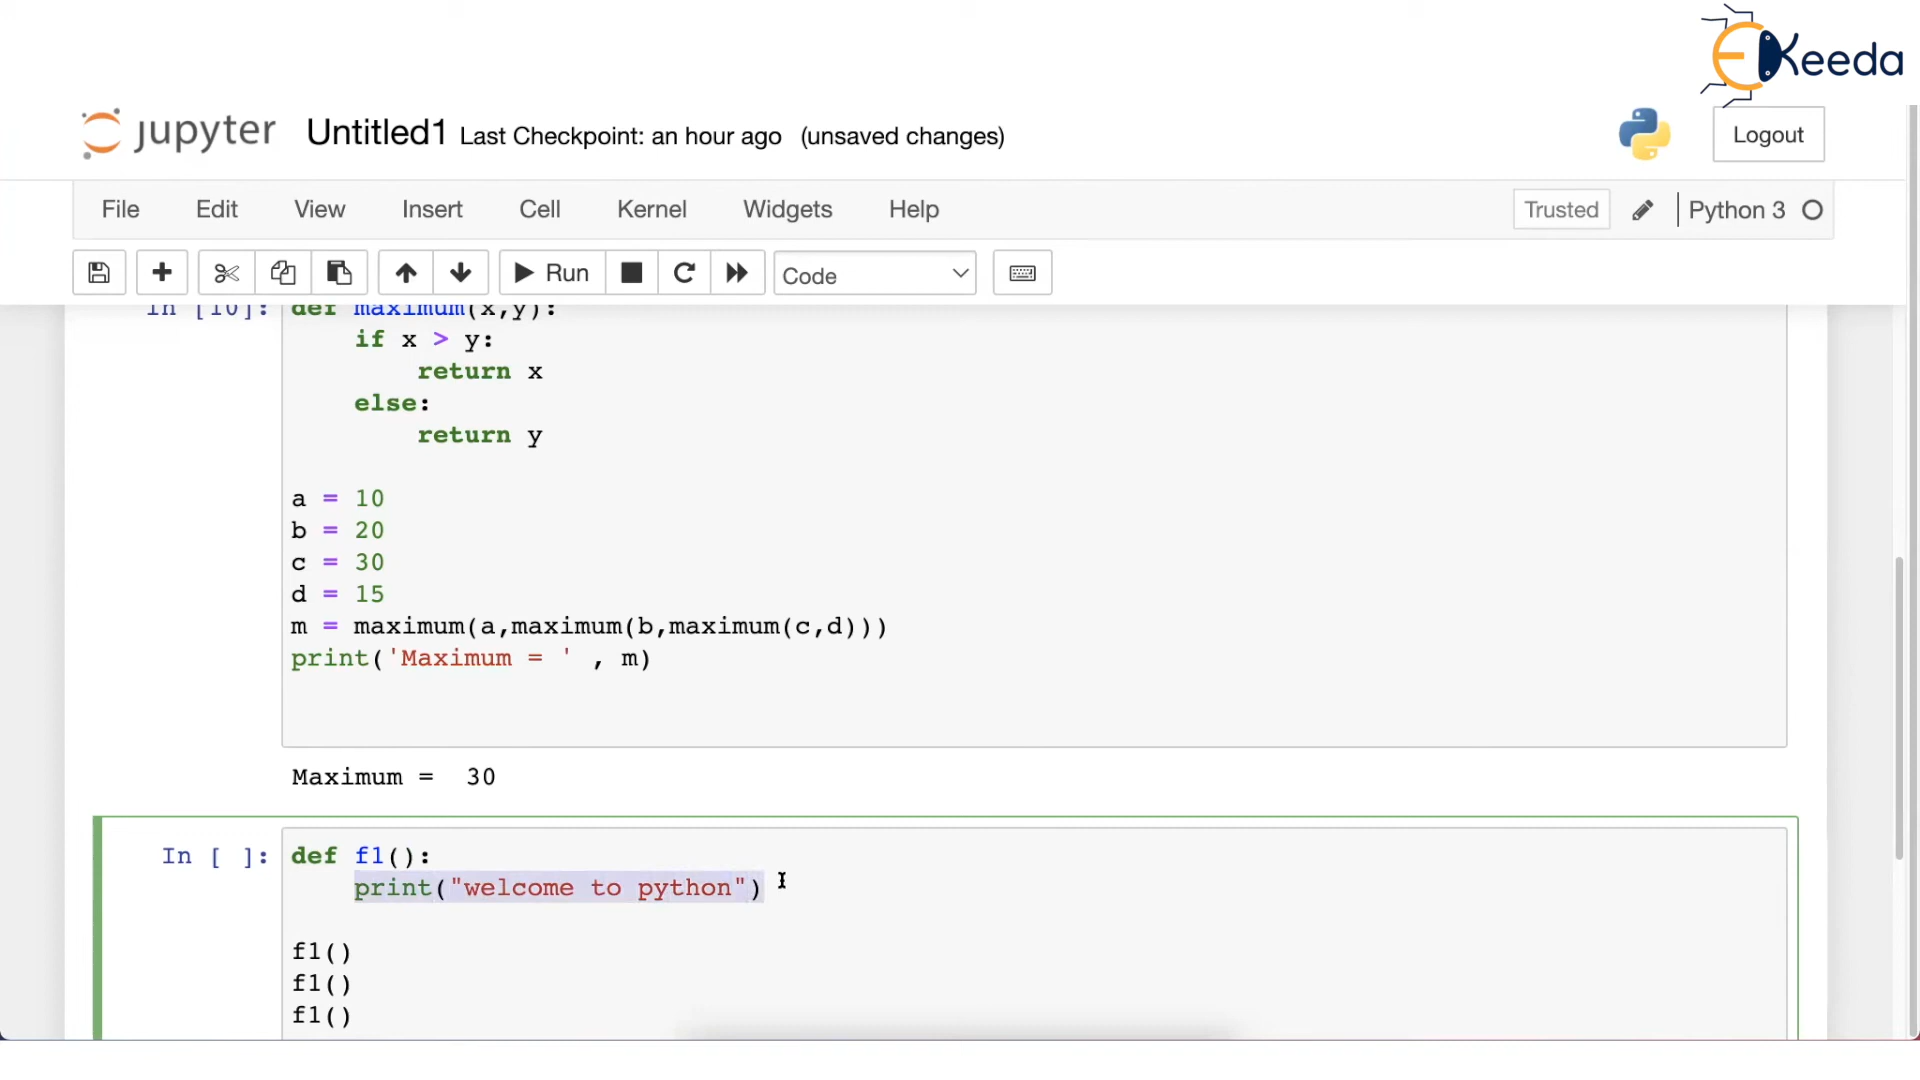 EKeeda
jupyter Untitled1 Last Checkpoint: an hour ago (unsaved changes)
Logout
File Edit View Insert Cell Kernel Widgets Help
Trusted
Python 3
Run
Code
In [10]: def maximum(x,y):
if x > y:
return x
else:
return y
a = 10
b = 20
c = 30
d = 15
m = maximum(a,maximum(b,maximum(c,d)))
print('Maximum = ' , m)
Maximum =  30
In [ ]: def f1():
print("welcome to python")
f1()
f1()
f1()